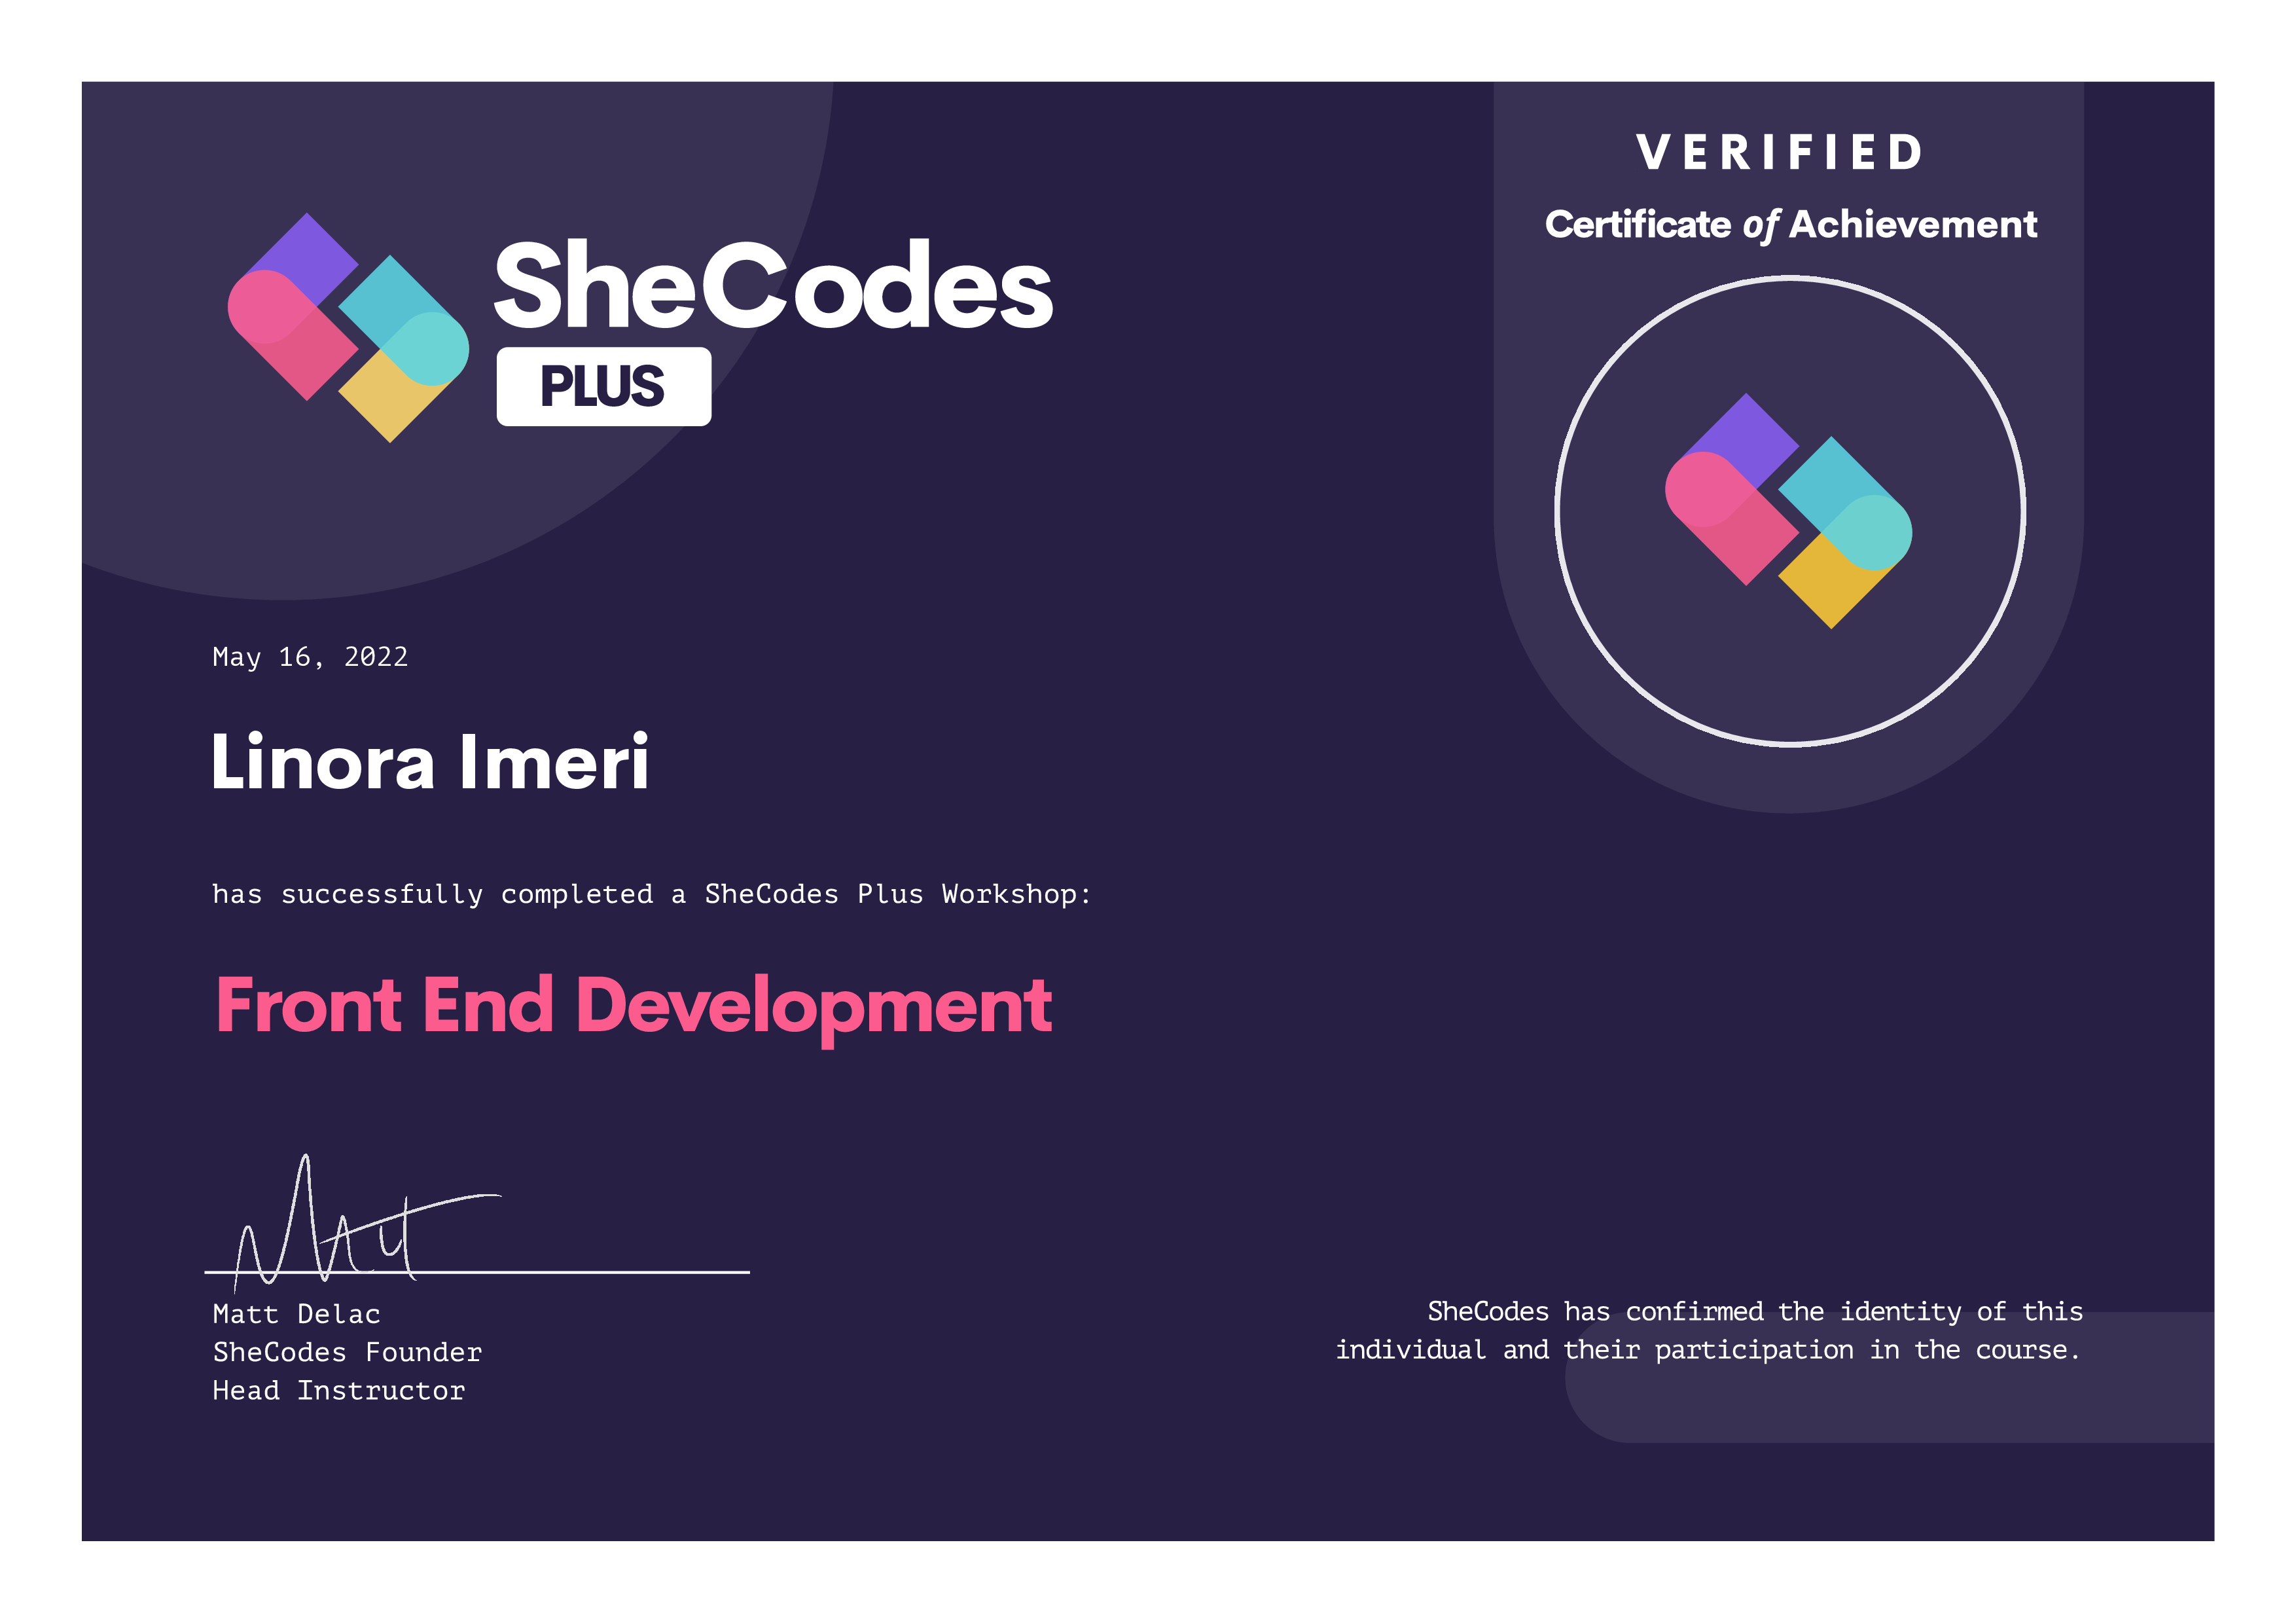 SheCodes
PLUS
VERIFIED
Certificate of Achievement
May 16, 2022
Linora Imeri
has successfully completed a SheCodes Plus Workshop:
Front End Development
Matt
Matt Delac
SheCodes Founder
Head Instructor
SheCodes has confirmed the identity of this
individual and their participation in the course.